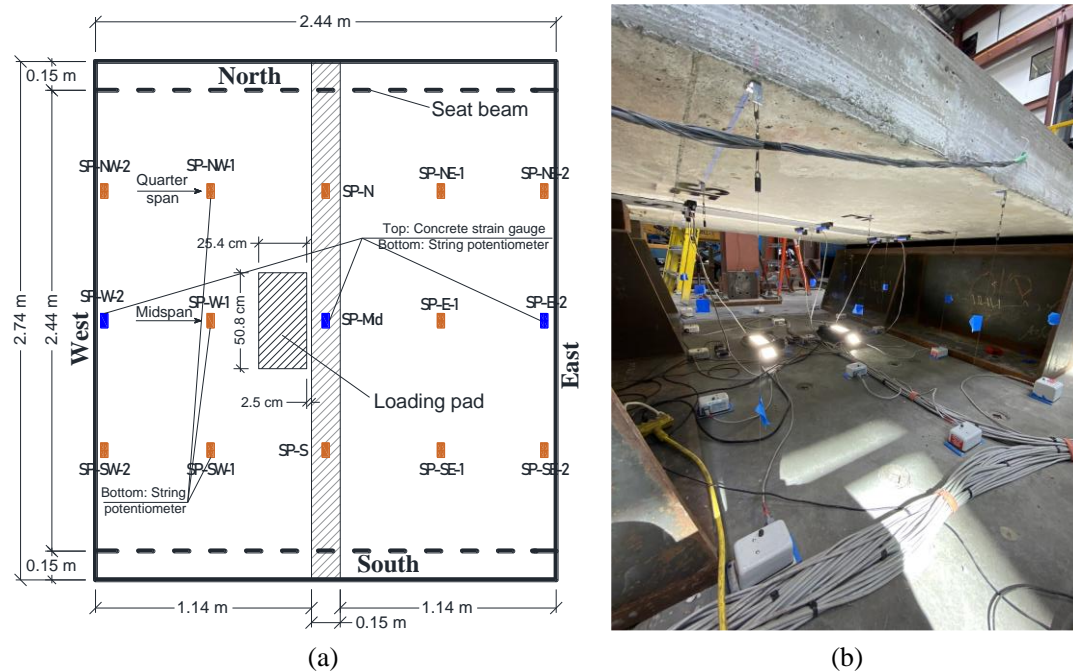 2.44 m
0.15 m
North
Seat beam
SP-NW-2
SP-NW-1
SP-NE-1
SP-NE-2
Quarter
span
SP-N
Top: Concrete strain gauge
Bottom: String potentiometer
25.4 cm
SP-W-2
SP-W-1
SP-E-1
SP-E-2
Midspan
50.8 cm
SP-Mid
2.74 m
2.44 m
West
East
2.5 cm
Loading pad
SP-S
SP-SW-2
SP-SW-1
SP-SE-1
SP-SE-2
Bottom: String
potentiometer
0.15 m
South
1.14 m
1.14 m
0.15 m
(a)
(b)